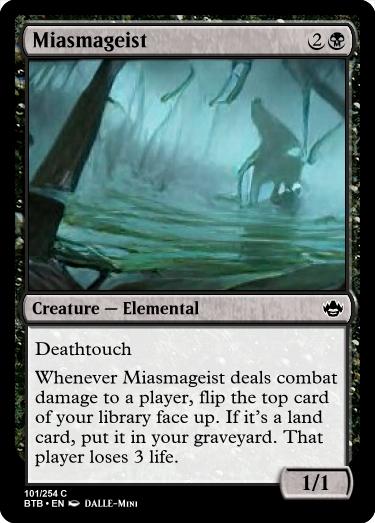 Miasmageist 2
Creature — Elemental
Deathtouch
Whenever Miasmageist deals combat
damage to a player, flip the top card
of your library face up. If it's a land
card, put it in your graveyard. That
player loses 3 life.
1/1
101/254 C
BTB • EN DALLE-Mini